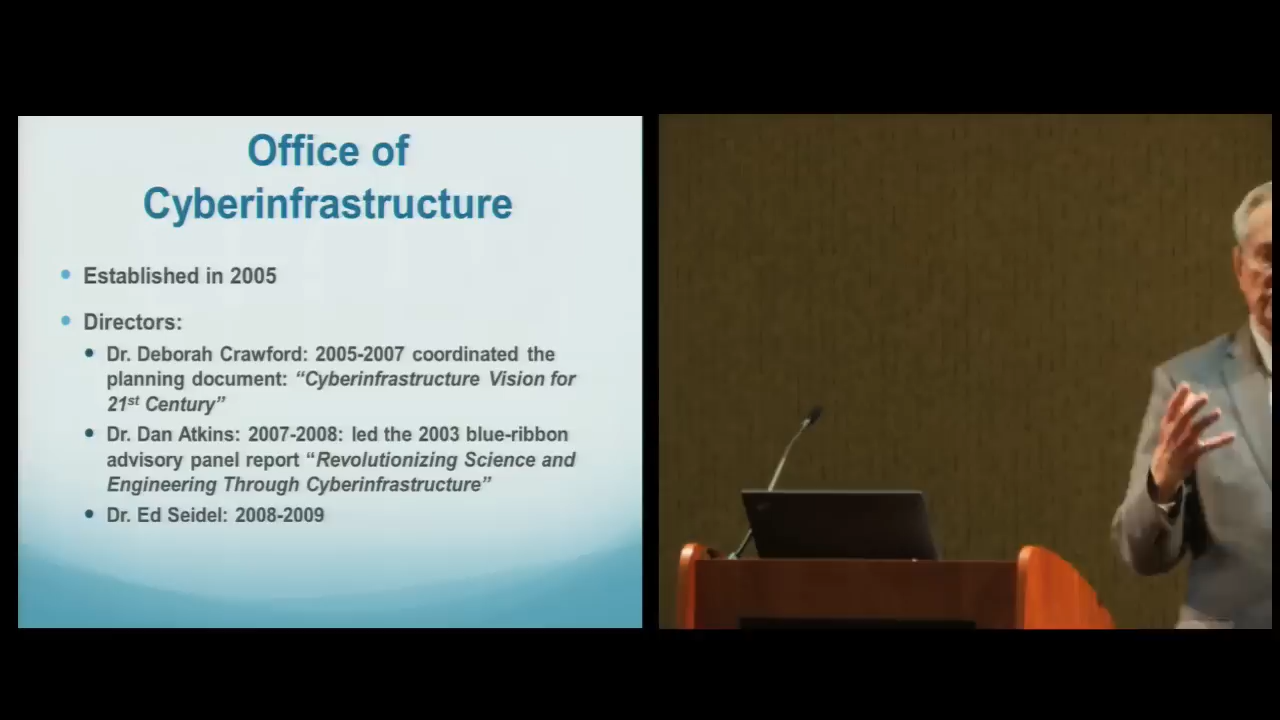 Office of
Cyberinfrastructure
Established in 2005
Directors:
Dr. Deborah Crawford: 2005-2007 coordinated the
planning document: “Cyberinfrastructure Vision for
21st Century”
Dr. Dan Atkins: 2007-2008: led the 2003 blue-ribbon
advisory panel report “Revolutionizing Science and
Engineering Through Cyberinfrastructure”
Dr. Ed Seidel: 2008-2009